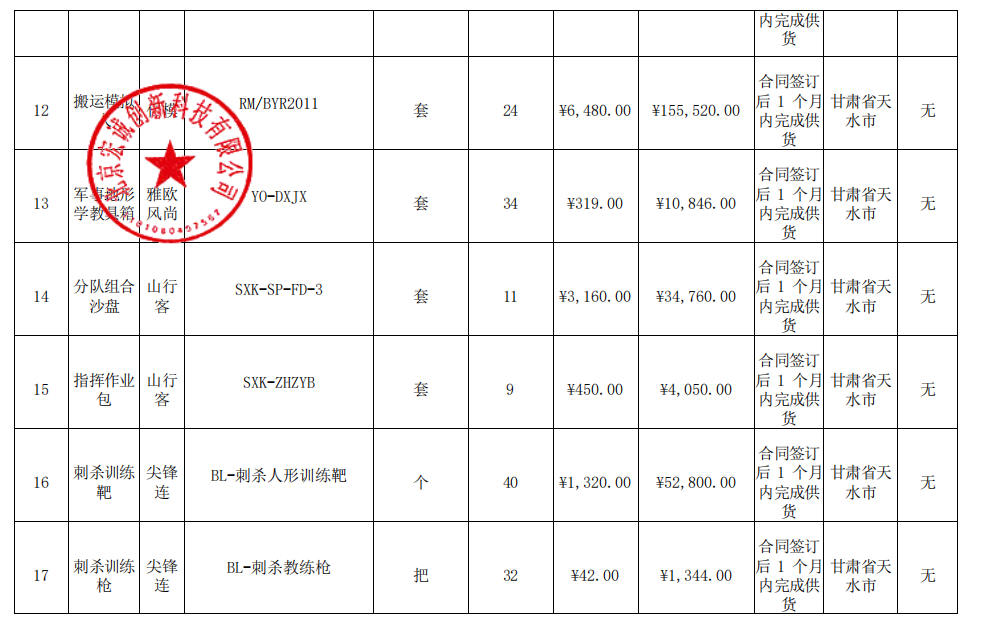 内完成供
货
12
搬运模拟
人
RM/BYR2011
套
24
¥6,480.00
¥155,520.00
合同签订
后 1 个月
内完成供
货
甘肃省天
水市
无
13
军事地形
学教具箱
雅欧
风尚
YO-DXJX
套
34
¥319.00
¥10,846.00
合同签订
后 1 个月
内完成供
货
甘肃省天
水市
无
14
分队组合
沙盘
山行
客
SXK-SP-FD-3
套
11
¥3,160.00
¥34,760.00
合同签订
后 1 个月
内完成供
货
甘肃省天
水市
无
15
指挥作业
包
山行
客
SXK-ZHZYB
套
9
¥450.00
¥4,050.00
合同签订
后 1 个月
内完成供
货
甘肃省天
水市
无
16
刺杀训练
靶
尖锋
连
BL-刺杀人形训练靶
个
40
¥1,320.00
¥52,800.00
合同签订
后 1 个月
内完成供
货
甘肃省天
水市
无
17
刺杀训练
枪
尖锋
连
BL-刺杀教练枪
把
32
¥42.00
¥1,344.00
合同签订
后 1 个月
内完成供
货
甘肃省天
水市
无
北京宏诚创新科技有限公司